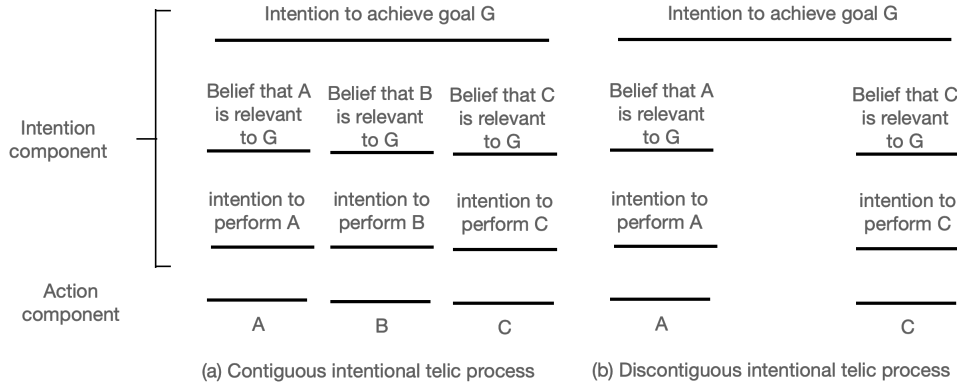 Intention to achieve goal G
Intention to achieve goal G
Belief that A
is relevant
to G
Belief that B
is relevant
to G
Belief that C
is relevant
to G
Belief that A
is relevant
to G
Belief that C
is relevant
to G
Intention
component
intention to
perform A
intention to
perform B
intention to
perform C
intention to
perform A
intention to
perform C
Action
component
A
B
C
A
C
(a) Contiguous intentional telic process
(b) Discontiguous intentional telic process